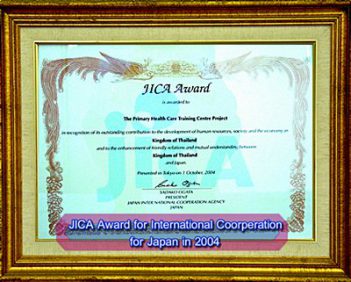 JICA Award
is awarded to
The Primary Health Care Training Centre Project
in recognition of its outstanding contribution to the development of human resources, society and the economy in
Kingdom of Thailand
and to the enhancement of friendly relations and mutual understanding between
Kingdom of Thailand
and Japan.
Presented in Tokyo on 1 October, 2004
SADAKO OGATA
PRESIDENT
JAPAN INTERNATIONAL COOPERATION AGENCY
JAPAN
JICA Award for International Coorperation
for Japan in 2004